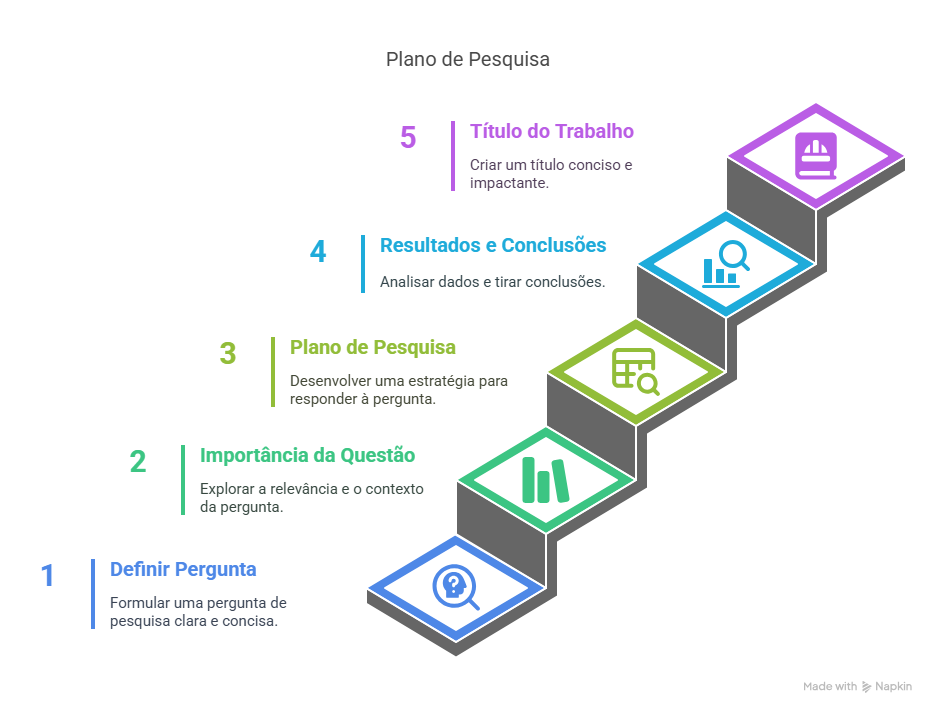 Plano de Pesquisa
5
Título do Trabalho
Criar um título conciso e
impactante.
4
Resultados e Conclusões
Analisar dados e tirar conclusões.
3
Plano de Pesquisa
Desenvolver uma estratégia para
responder à pergunta.
2
Importância da Questão
Explorar a relevância e o contexto
da pergunta.
1
Definir Pergunta
Formular uma pergunta de
pesquisa clara e concisa.
?
Made with Napkin